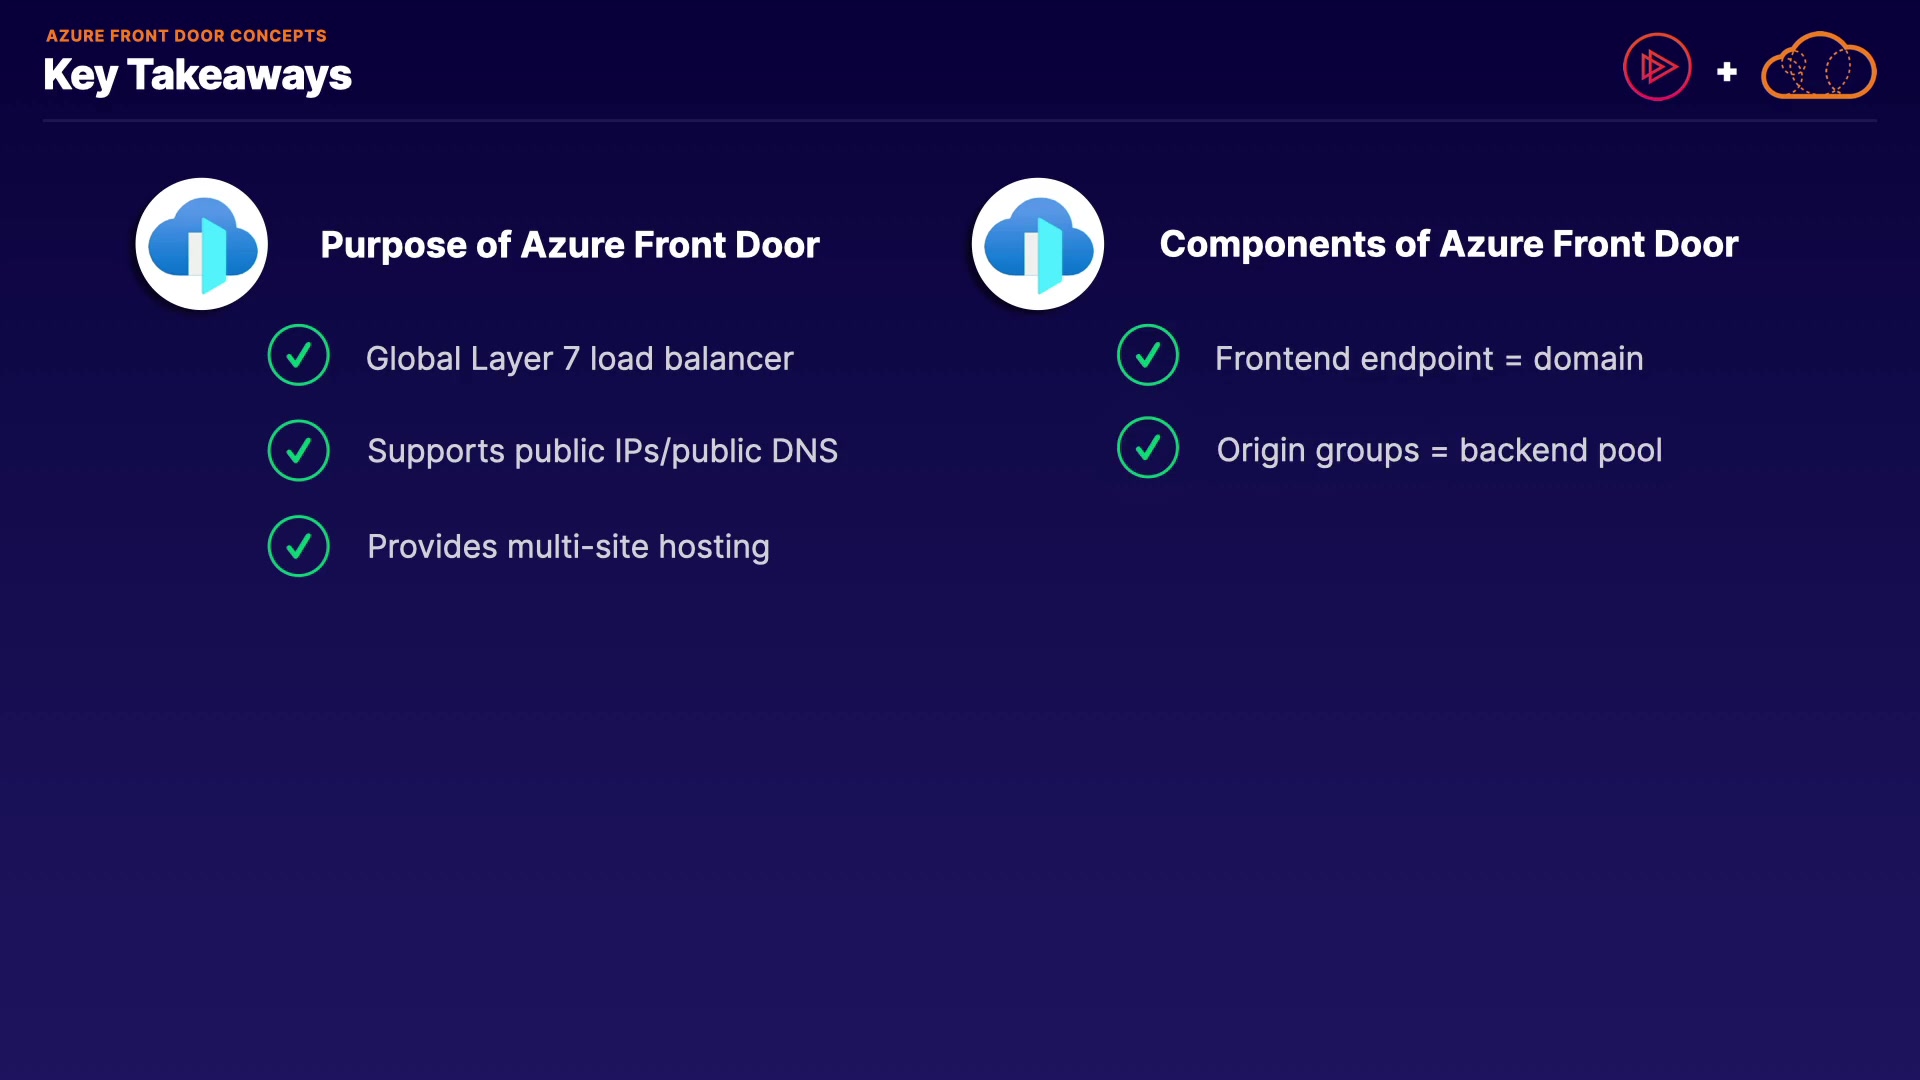 AZURE FRONT DOOR CONCEPTS
Key Takeaways
Purpose of Azure Front Door
Global Layer 7 load balancer
Supports public IPs/public DNS
Provides multi-site hosting
Components of Azure Front Door
Frontend endpoint = domain
Origin groups = backend pool